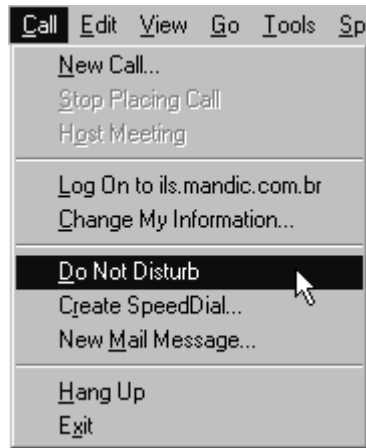 Call Edit View Go Tools Sp
New Call...
Stop Placing Call
Host Meeting
Log On to ils.mandic.com.br
Change My Information...
Do Not Disturb
Create SpeedDial...
New Mail Message...
Hang Up
Exit